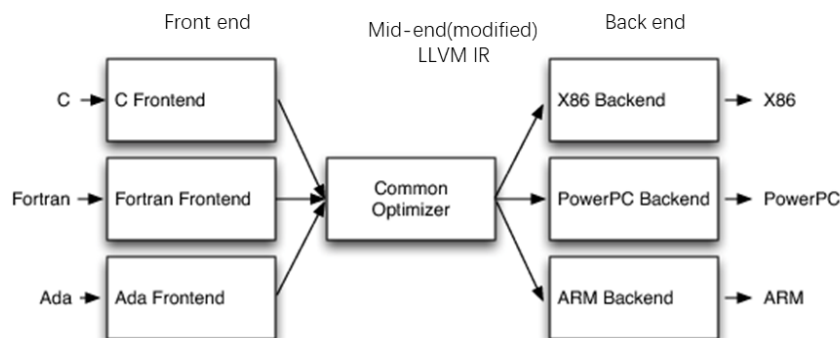 Front end
Mid-end(modified)
LLVM IR
Back end
C
C Frontend
X86 Backend
X86
Fortran
Fortran Frontend
Common
Optimizer
PowerPC Backend
PowerPC
Ada
Ada Frontend
ARM Backend
ARM